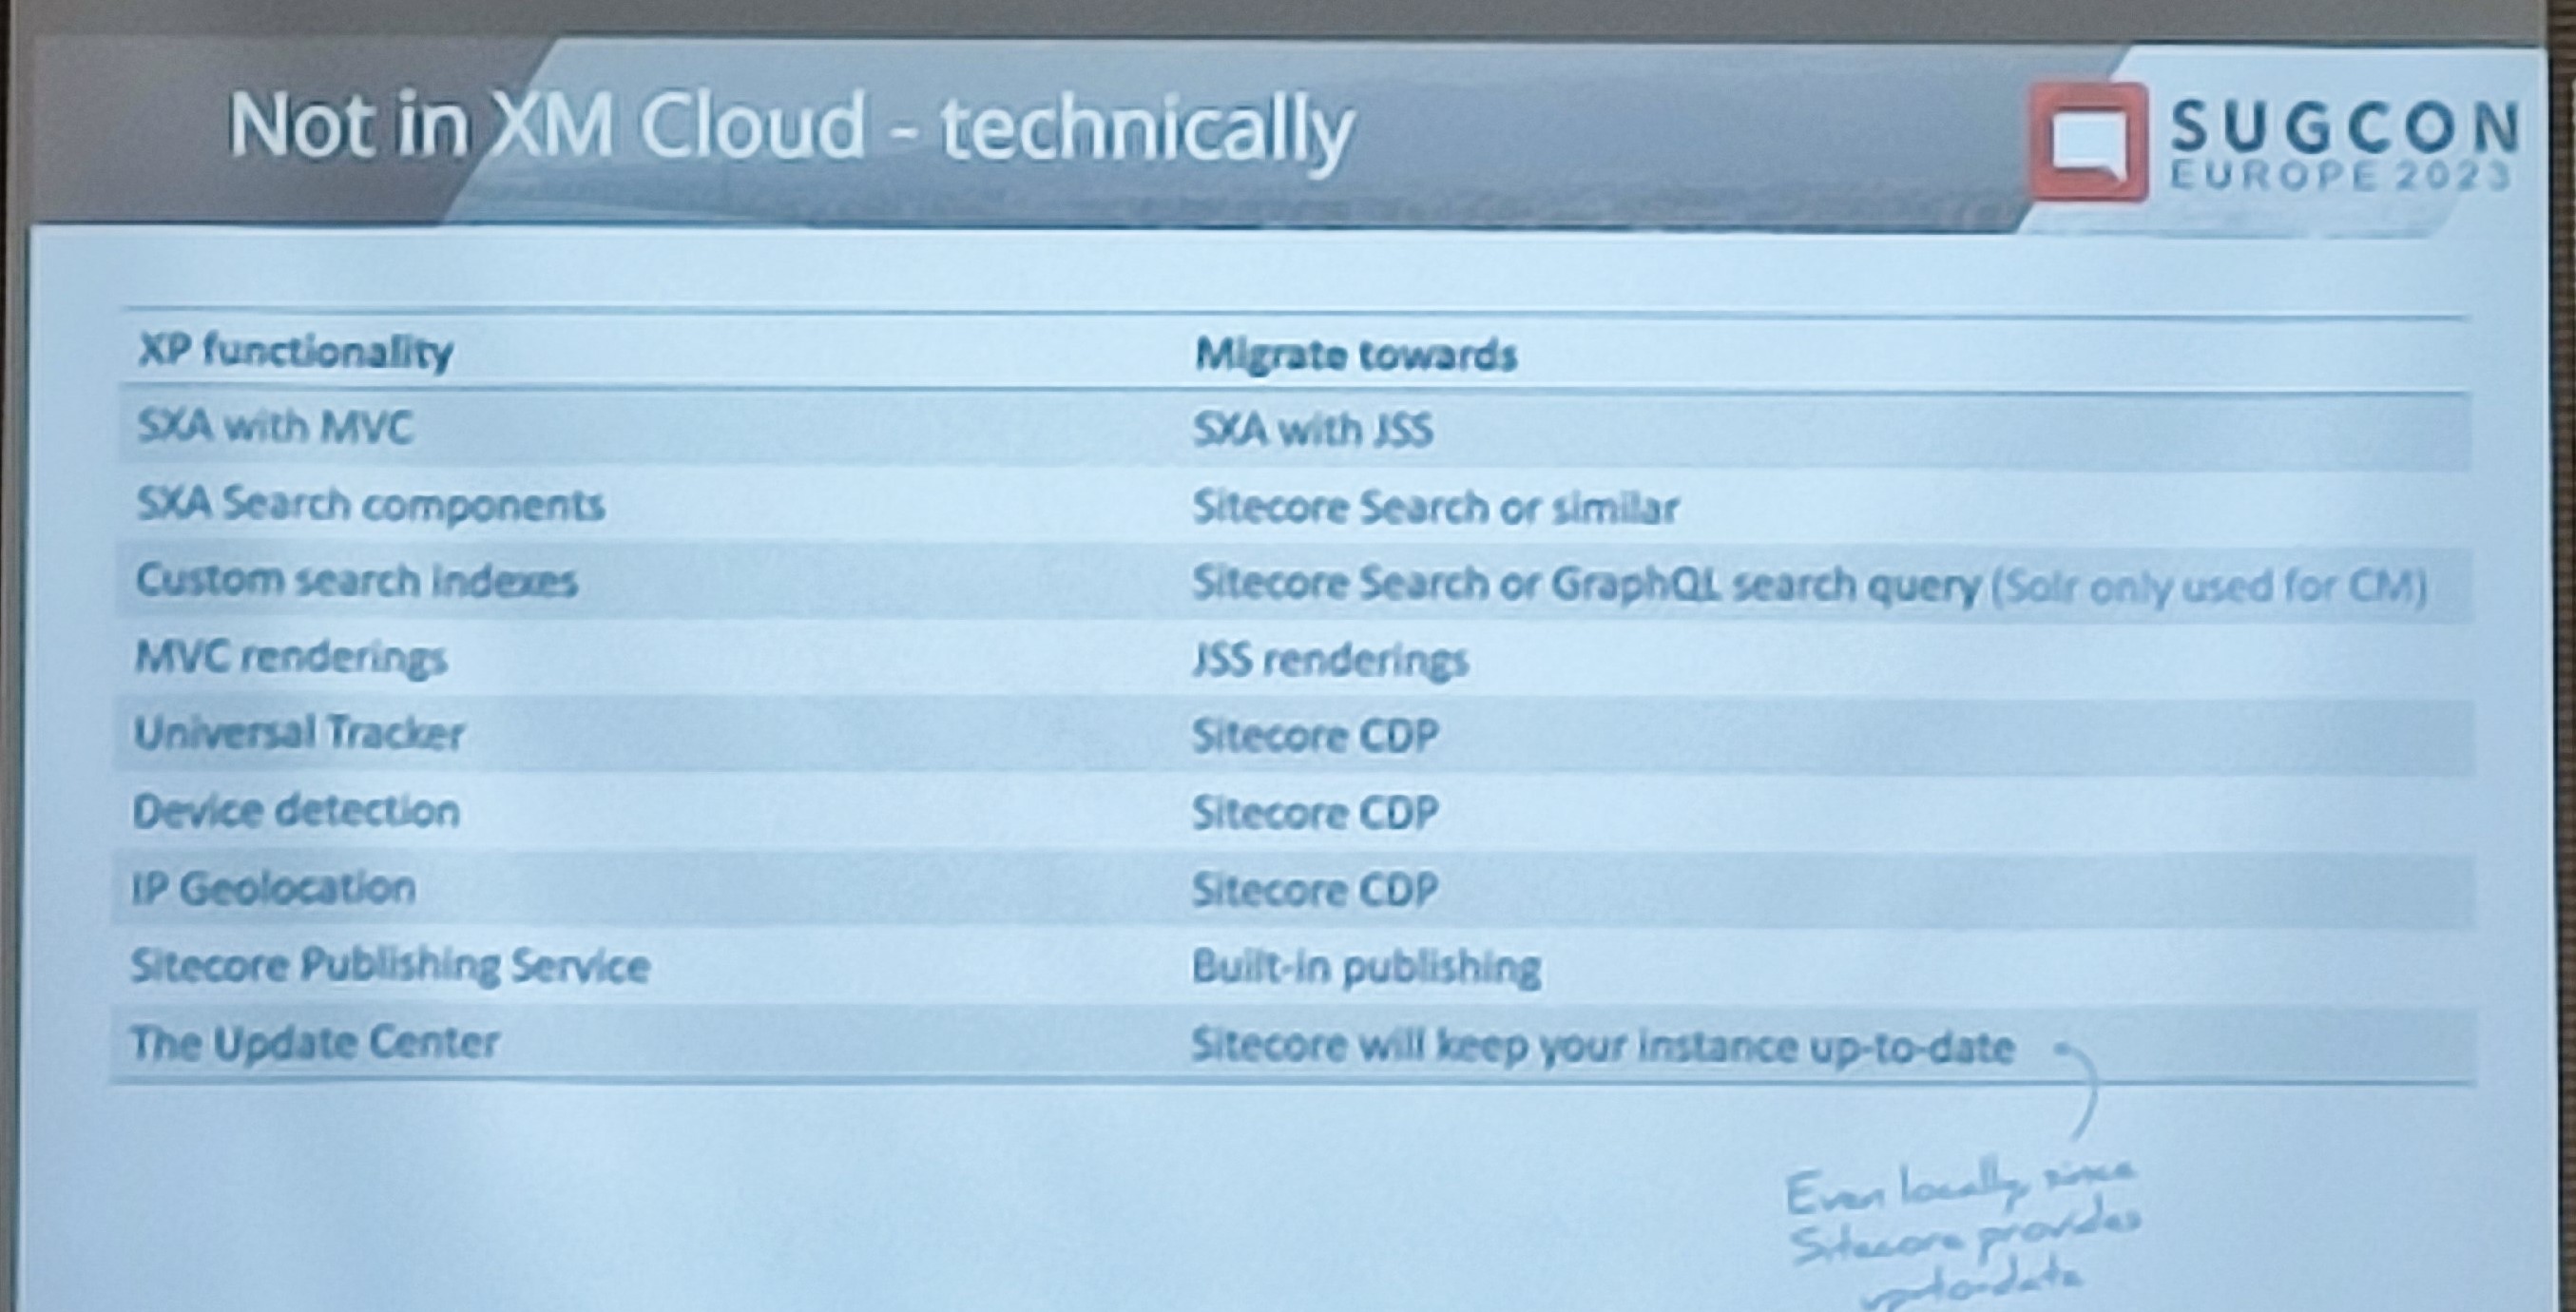 Not in XM Cloud - technically
SUGCON
EUROPE 2023
XP functionality Migrate towards
SXA with MVC SXA with JSS
SXA Search components Sitecore Search or similar
Custom search indexes Sitecore Search or GraphQL search query (Solr only used for CM)
MVC renderings JSS renderings
Universal Tracker Sitecore CDP
Device detection Sitecore CDP
IP Geolocation Sitecore CDP
Sitecore Publishing Service Built-in publishing
The Update Center Sitecore will keep your instance up-to-date
Even locally since
Sitecore provides
up-to-date